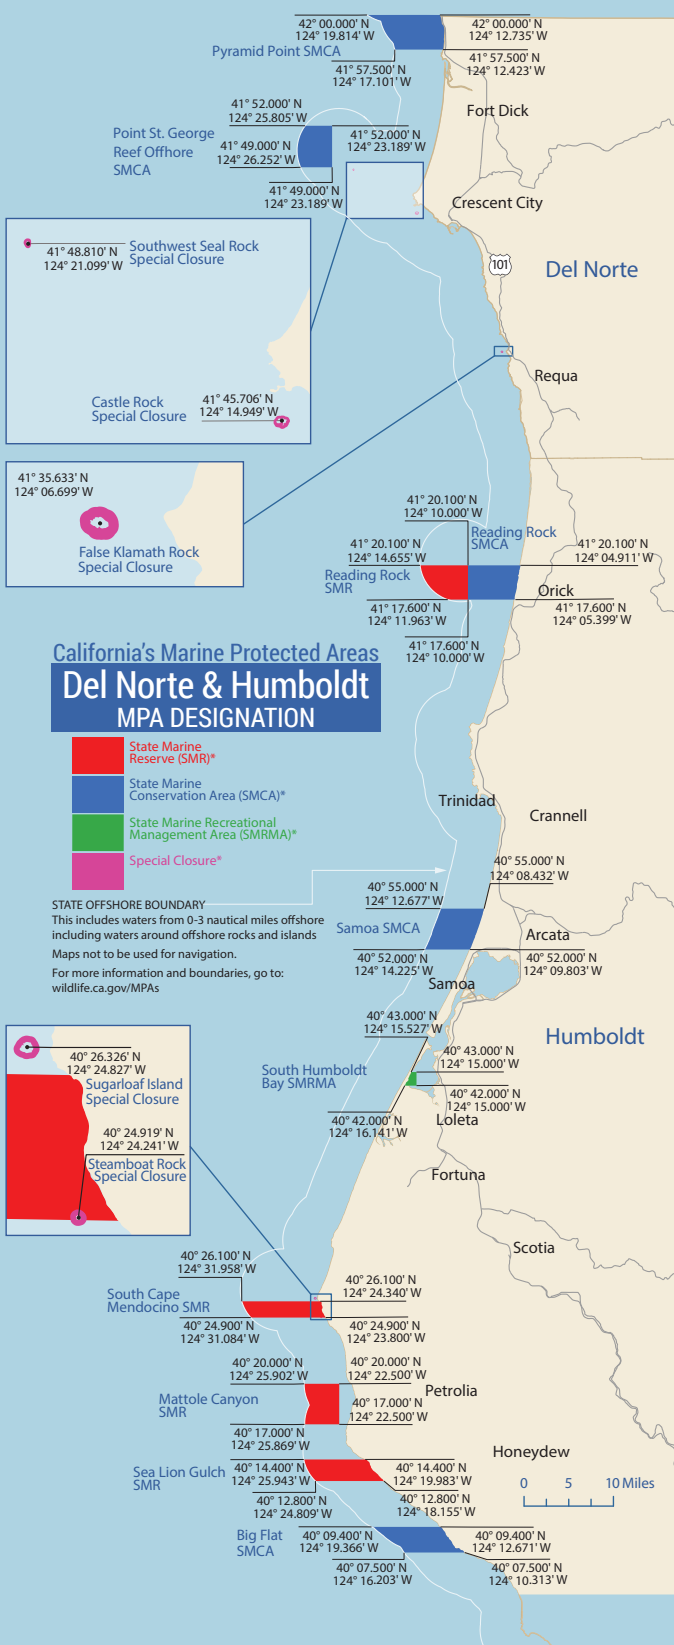 42° 00.000' N
124° 19.814' W
42° 00.000' N
124° 12.735' W
Pyramid Point SMCA
41° 57.500' N
124° 17.101' W
41° 57.500' N
124° 12.423' W
Fort Dick
41° 52.000' N
124° 25.805' W
Point St. George
Reef Offhore
SMCA
41° 49.000' N
124° 26.252' W
41° 52.000' N
124° 23.189' W
41° 49.000' N
124° 23.189' W
Crescent City
41° 48.810' N
124° 21.099' W
Southwest Seal Rock
Special Closure
101
Del Norte
Castle Rock
Special Closure
41° 45.706' N
124° 14.949' W
Requa
41° 35.633' N
124° 06.699' W
False Klamath Rock
Special Closure
41° 20.100' N
124° 10.000' W
Reading Rock
SMCA
41° 20.100' N
124° 14.655' W
41° 20.100' N
124° 04.911' W
Reading Rock
SMR
Orick
41° 17.600' N
124° 11.963' W
41° 17.600' N
124° 05.399' W
41° 17.600' N
124° 10.000' W
California's Marine Protected Areas
Del Norte & Humboldt
MPA DESIGNATION
State Marine
Reserve (SMR)*
State Marine
Conservation Area (SMCA)*
State Marine Recreational
Management Area (SMRMA)*
Special Closure*
Trinidad
Crannell
STATE OFFSHORE BOUNDARY
This includes waters from 0-3 nautical miles offshore
including waters around offshore rocks and islands
Maps not to be used for navigation.
For more information and boundaries, go to:
wildlife.ca.gov/MPAs
40° 55.000' N
124° 08.432' W
40° 55.000' N
124° 12.677' W
Samoa SMCA
Arcata
40° 52.000' N
124° 14.225' W
40° 52.000' N
124° 09.803' W
Samoa
40° 43.000' N
124° 15.527' W
Humboldt
40° 43.000' N
124° 15.000' W
South Humboldt
Bay SMRMA
40° 42.000' N
124° 15.000' W
40° 42.000' N
124° 16.141' W
Loleta
40° 26.326' N
124° 24.827' W
Sugarloaf Island
Special Closure
40° 24.919' N
124° 24.241' W
Steamboat Rock
Special Closure
Fortuna
Scotia
40° 26.100' N
124° 31.958' W
40° 26.100' N
124° 24.340' W
South Cape
Mendocino SMR
40° 24.900' N
124° 31.084' W
40° 24.900' N
124° 23.800' W
40° 20.000' N
124° 25.902' W
40° 20.000' N
124° 22.500' W
Petrolia
Mattole Canyon
SMR
40° 17.000' N
124° 22.500' W
40° 17.000' N
124° 25.869' W
Honeydew
Sea Lion Gulch
SMR
40° 14.400' N
124° 25.943' W
40° 14.400' N
124° 19.983' W
0 5 10 Miles
40° 12.800' N
124° 24.809' W
40° 12.800' N
124° 18.155' W
Big Flat
SMCA
40° 09.400' N
124° 19.366' W
40° 09.400' N
124° 12.671' W
40° 07.500' N
124° 16.203' W
40° 07.500' N
124° 10.313' W